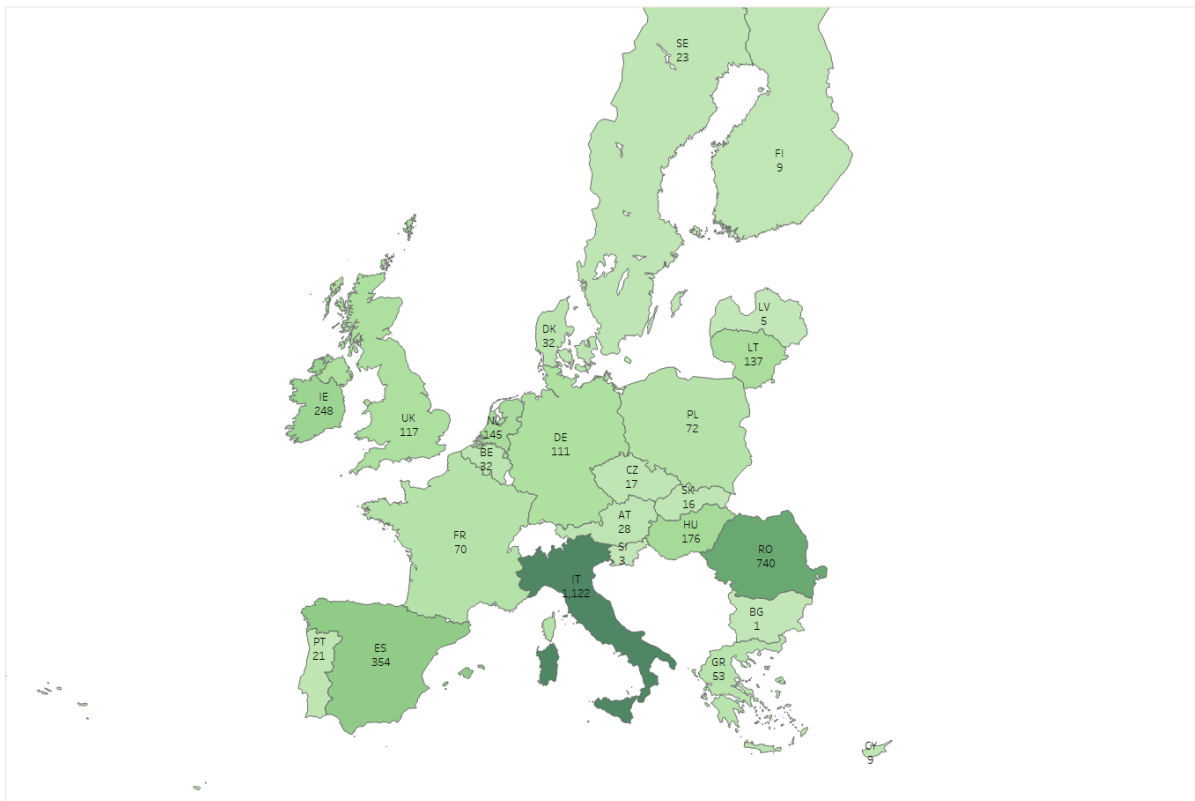 SE
23
FI
9
LV
5
DK
32
LT
137
IE
248
UK
117
NL
145
PL
72
DE
111
BE
32
CZ
17
SK
16
AT
28
HU
176
FR
70
SI
3
RO
740
IT
1,122
BG
1
PT
21
ES
354
GR
53
CY
9